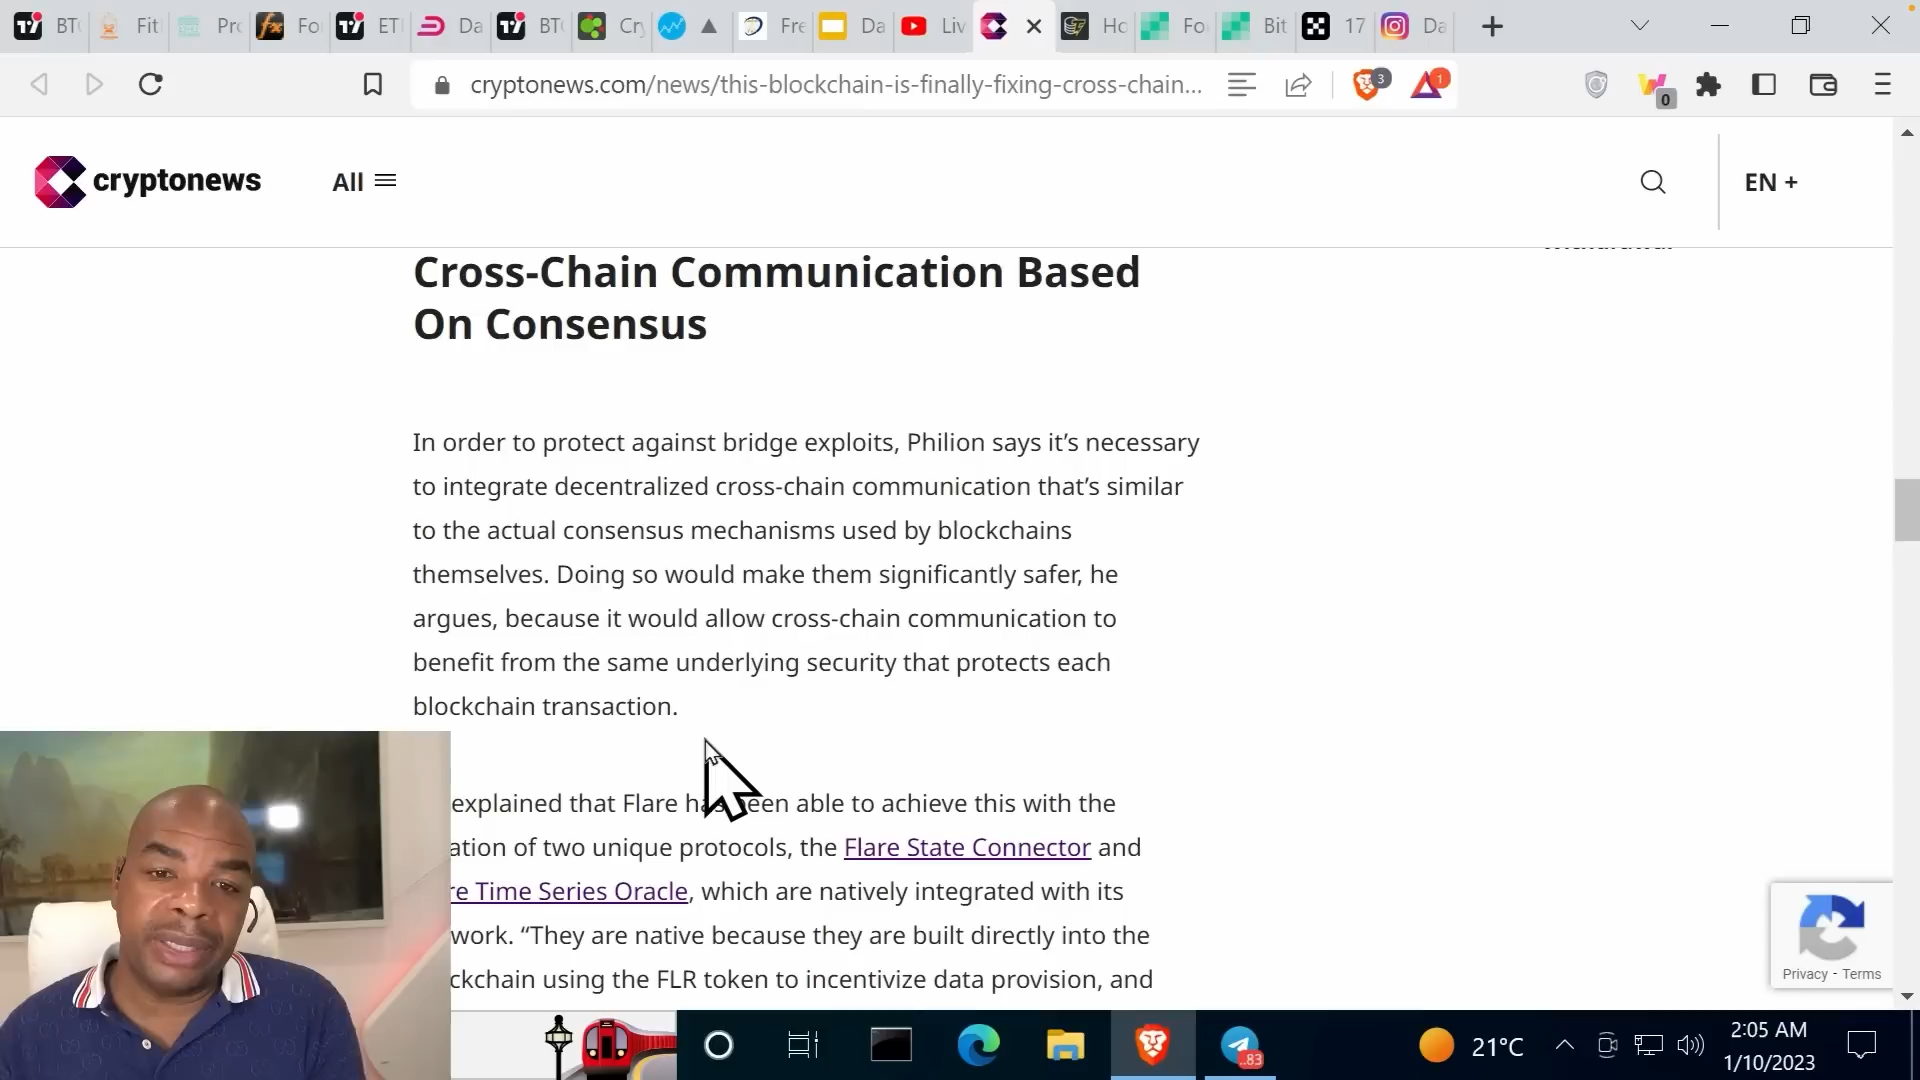 BT
Fit
Pr
Fo
ET
Da
BT
Cr
Fre
Da
Liv
Ho
Fo
Bit
17
Da
cryptonews.com/news/this-blockchain-is-finally-fixing-cross-chain...
3
1
0
cryptonews
All
EN +
Cross-Chain Communication Based
On Consensus
In order to protect against bridge exploits, Philion says it’s necessary
to integrate decentralized cross-chain communication that’s similar
to the actual consensus mechanisms used by blockchains
themselves. Doing so would make them significantly safer, he
argues, because it would allow cross-chain communication to
benefit from the same underlying security that protects each
blockchain transaction.
explained that Flare has been able to achieve this with the
ation of two unique protocols, the Flare State Connector and
re Time Series Oracle, which are natively integrated with its
work. “They are native because they are built directly into the
ckchain using the FLR token to incentivize data provision, and
Privacy - Terms
..83
21°C
2:05 AM
1/10/2023